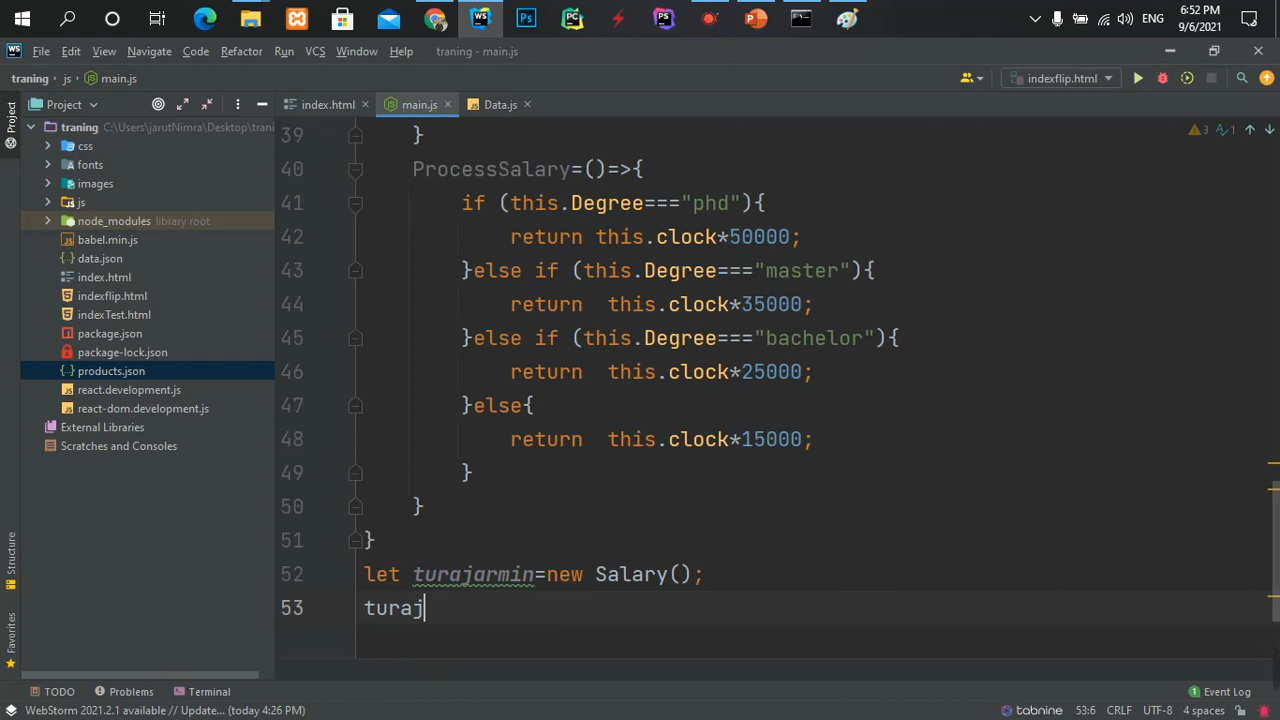 ENG
6:52 PM
9/6/2021
File Edit View Navigate Code Refactor Run VCS Window Help traning - main.js
traning js main.js
indexflip.html
Project
index.html main.js Data.js
traning C:\Users\jarutNimra\Desktop\trani
css
fonts
images
js
node_modules library root
babel.min.js
data.json
index.html
indexflip.html
indexTest.html
package.json
package-lock.json
products.json
react.development.js
react-dom.development.js
External Libraries
Scratches and Consoles
Project
Structure
Favorites
3 1
39 }
40 ProcessSalary=()=>{
41 if (this.Degree==="phd"){
42 return this.clock*50000;
43 }else if (this.Degree==="master"){
44 return  this.clock*35000;
45 }else if (this.Degree==="bachelor"){
46 return  this.clock*25000;
47 }else{
48 return  this.clock*15000;
49 }
50 }
51 }
52 let turajarmin=new Salary();
53 turaj
TODO Problems Terminal
1 Event Log
WebStorm 2021.2.1 available // Update... (today 4:26 PM)
tabnine 53:6 CRLF UTF-8 4 spaces